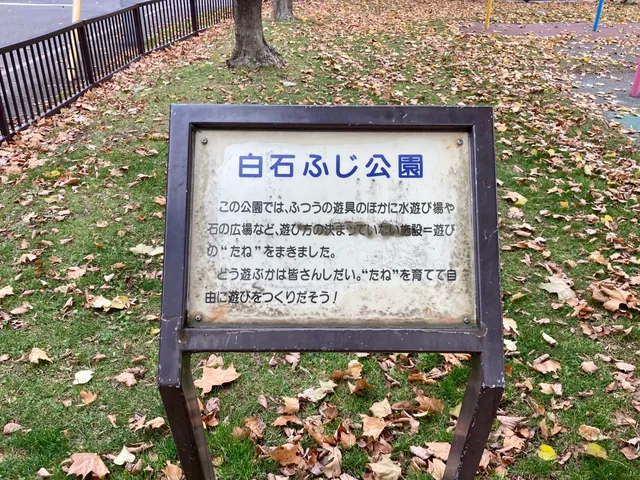 白石ふじ公園
この公園では、ふつうの遊具のほかに水遊び場や
石の広場など、遊び方の決まっていない施設＝遊び
の“たね”をまきました。
どう遊ぶかは皆さんしだい。“たね”を育てて自
由に遊びをつくりだそう！